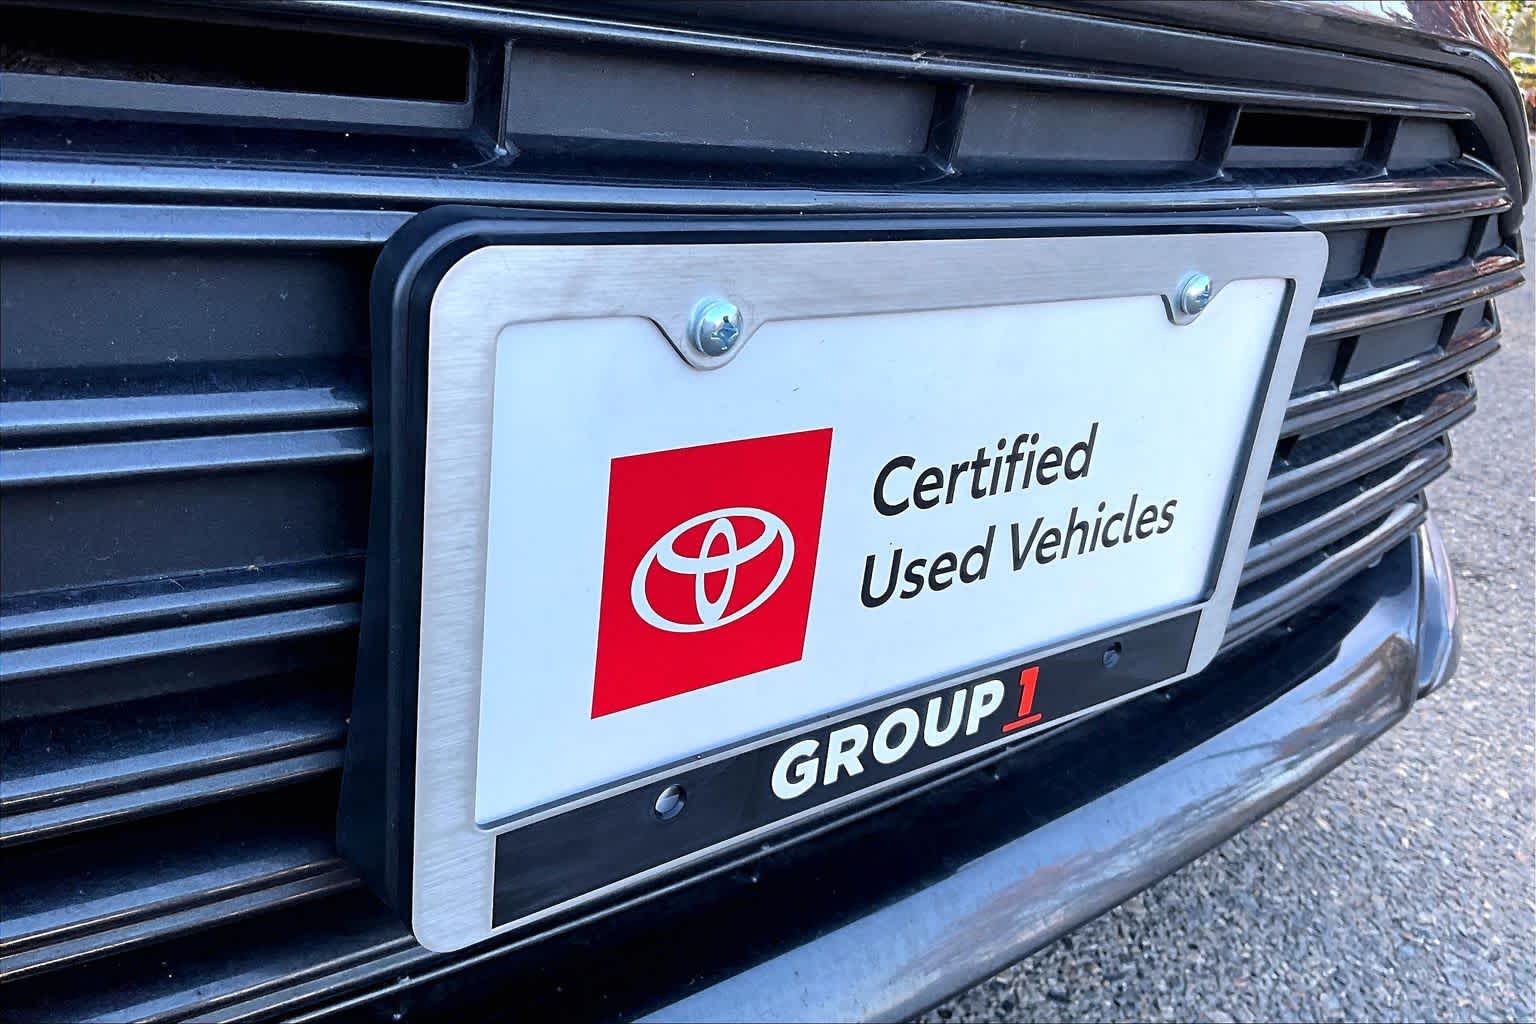 Certified
Used Vehicles
GROUP 1